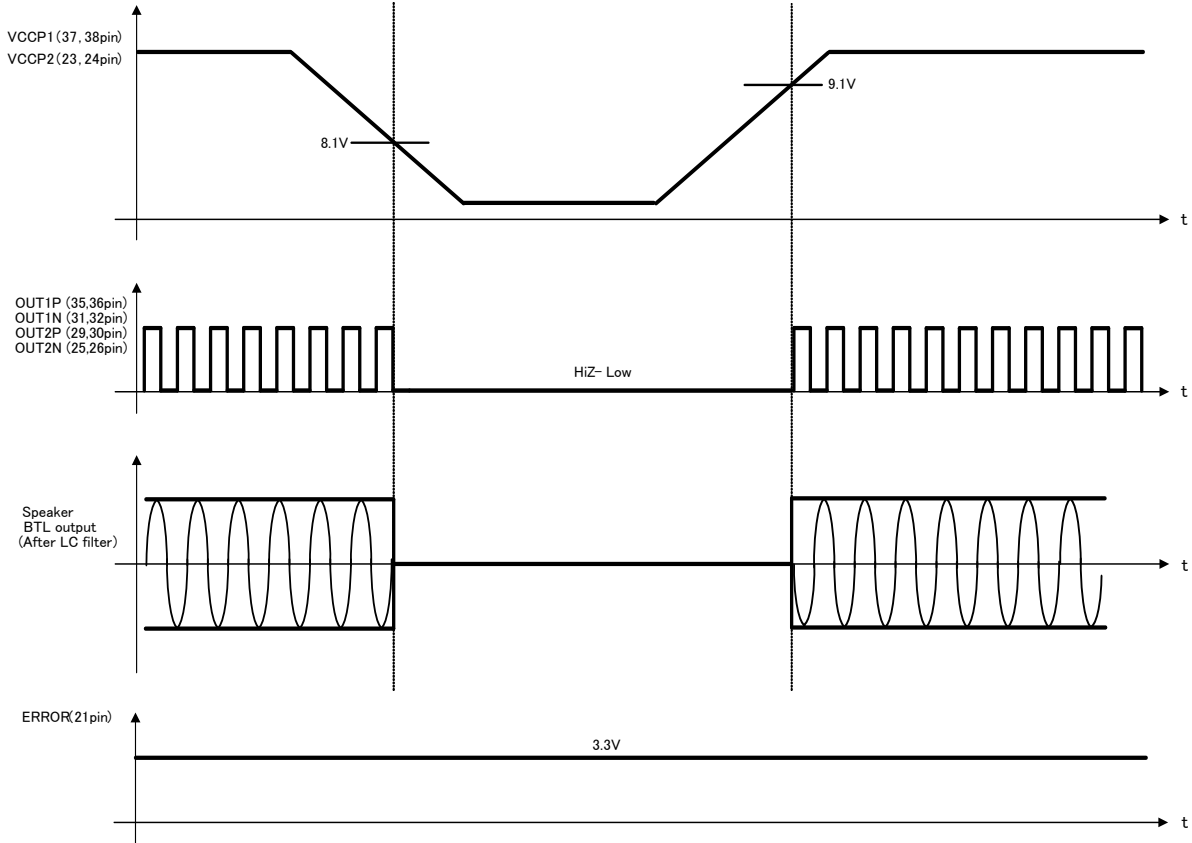 VCCP1(37, 38pin)
VCCP2(23, 24pin)
8.1V
9.1V
t
OUT1P (35,36pin)
OUT1N (31,32pin)
OUT2P (29,30pin)
OUT2N (25,26pin)
HiZ- Low
t
Speaker
BTL output
(After LC filter)
t
ERROR(21pin)
3.3V
t